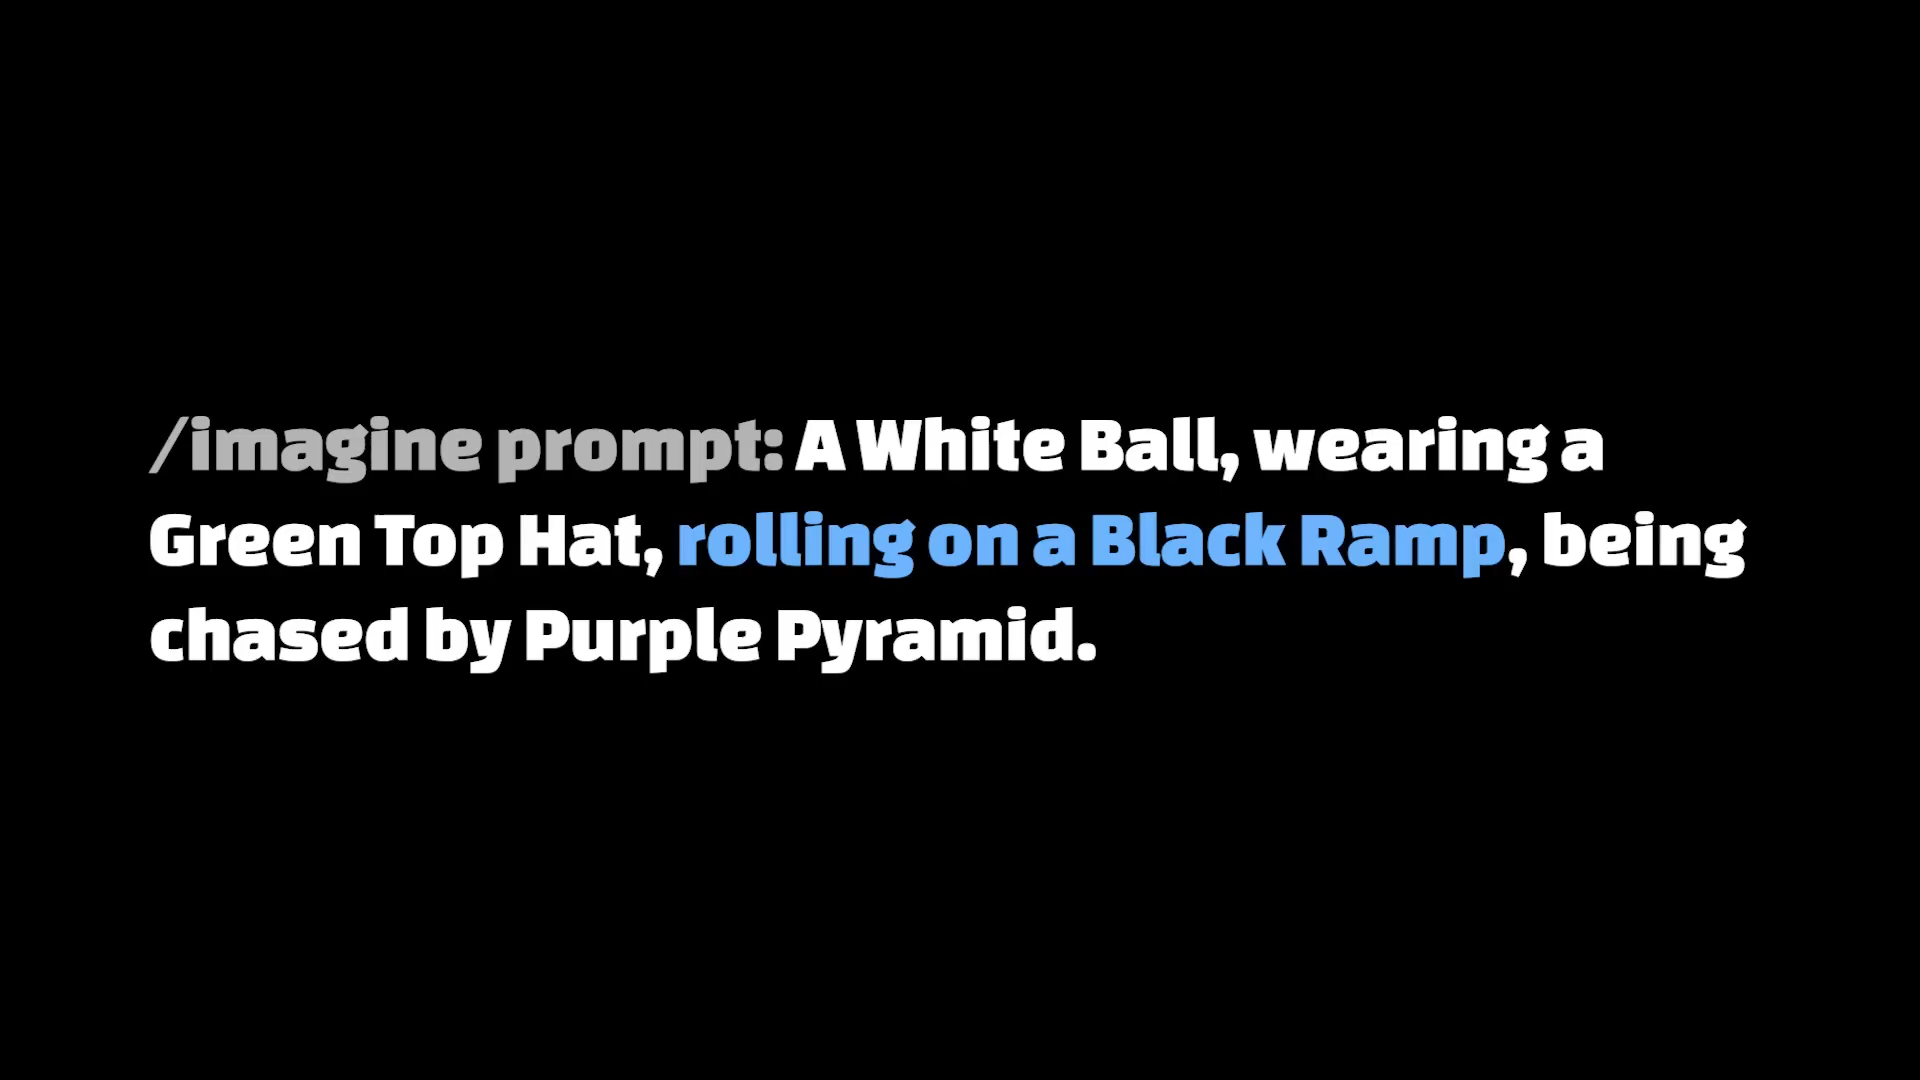 /imagine prompt: A White Ball, wearing a
Green Top Hat, rolling on a Black Ramp, being
chased by Purple Pyramid.